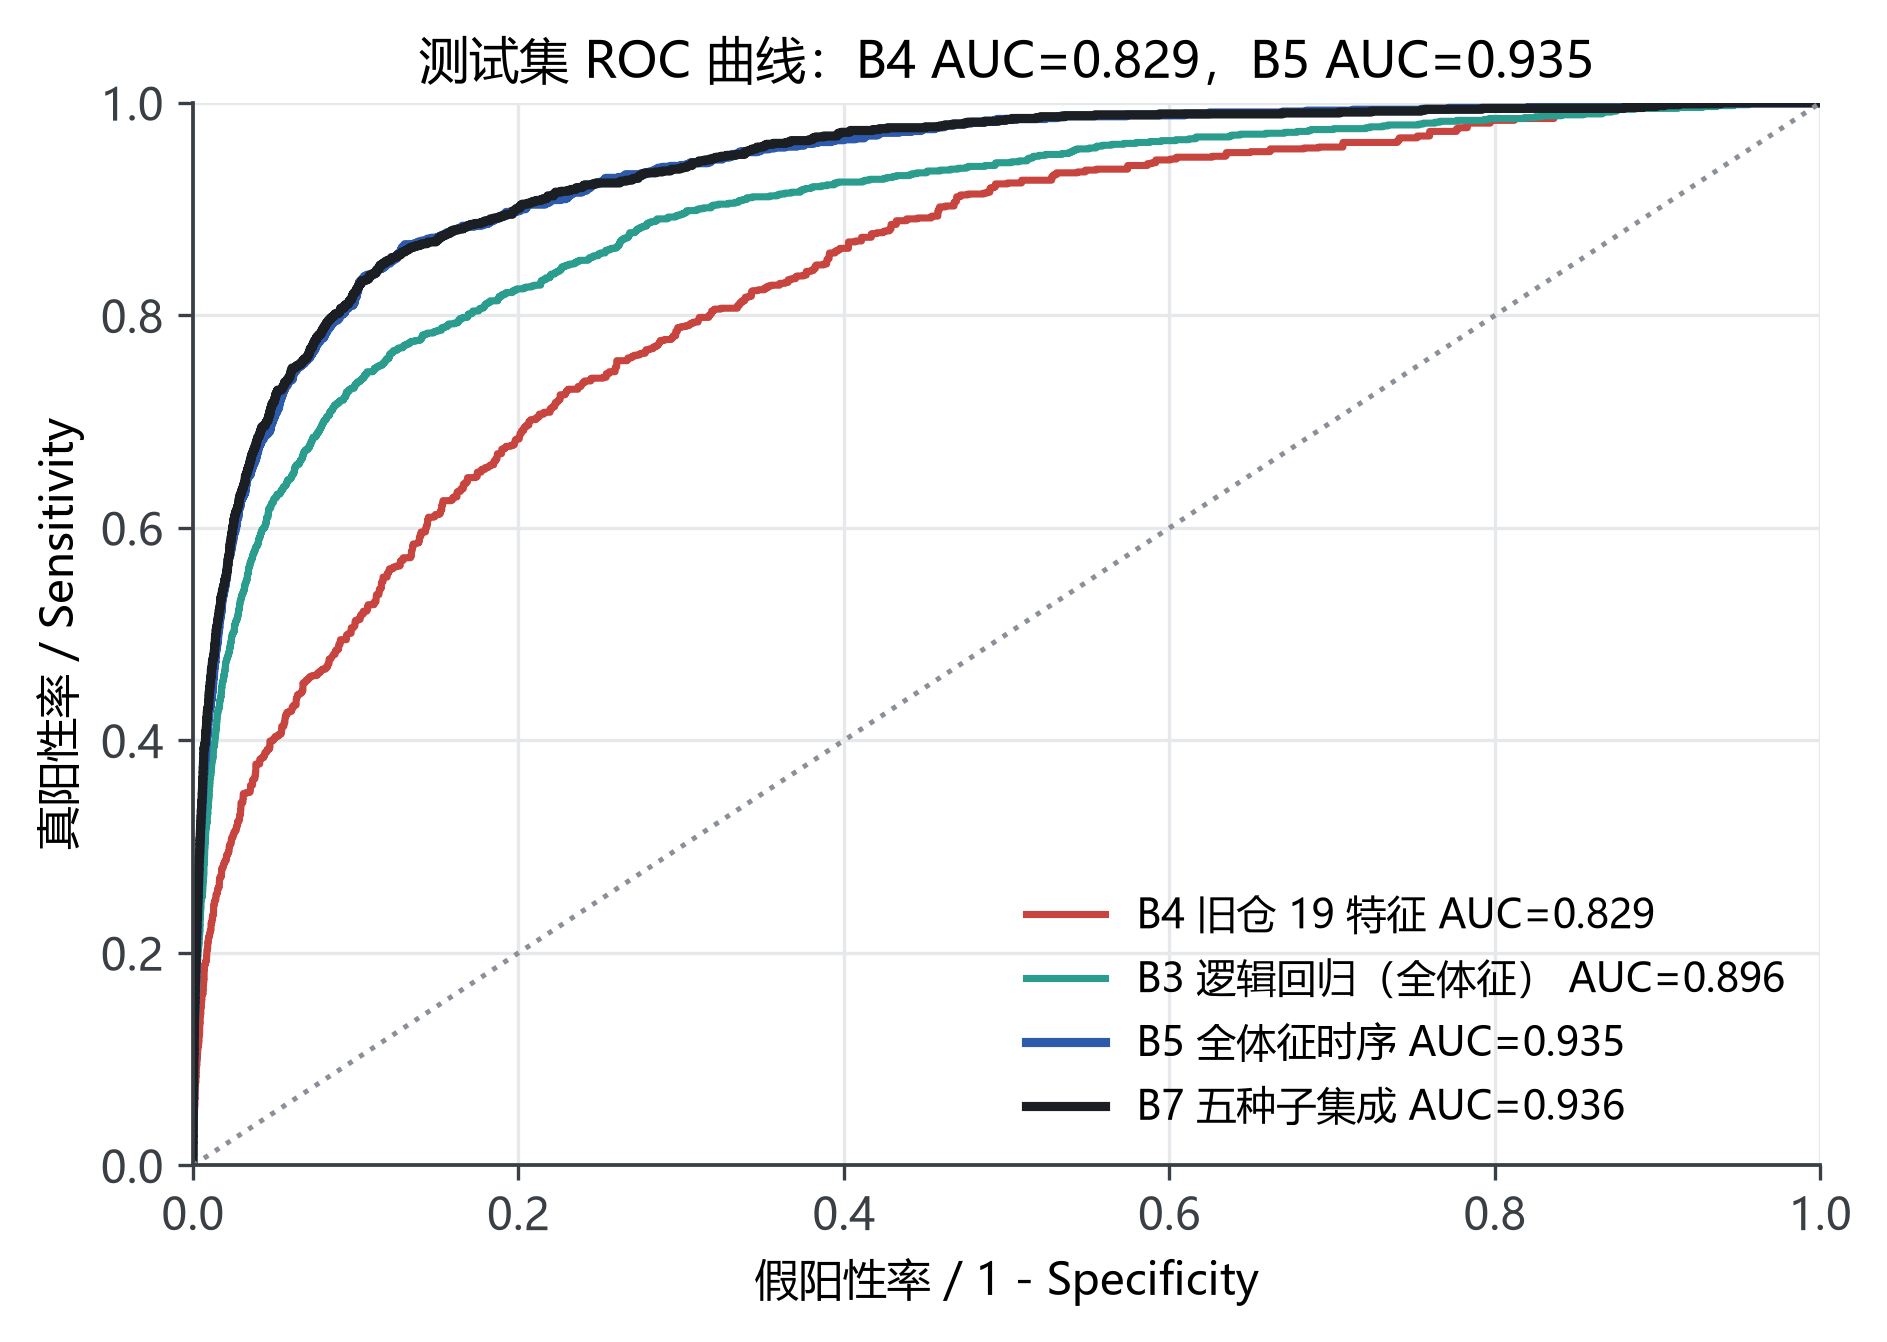 测试集 ROC 曲线：B4 AUC=0.829，B5 AUC=0.935
真阳性率 / Sensitivity
1.0
0.8
0.6
0.4
0.2
0.0
B4 旧仓 19 特征 AUC=0.829
B3 逻辑回归（全体征） AUC=0.896
B5 全体征时序 AUC=0.935
B7 五种子集成 AUC=0.936
0.0 0.2 0.4 0.6 0.8 1.0
假阳性率 / 1 - Specificity